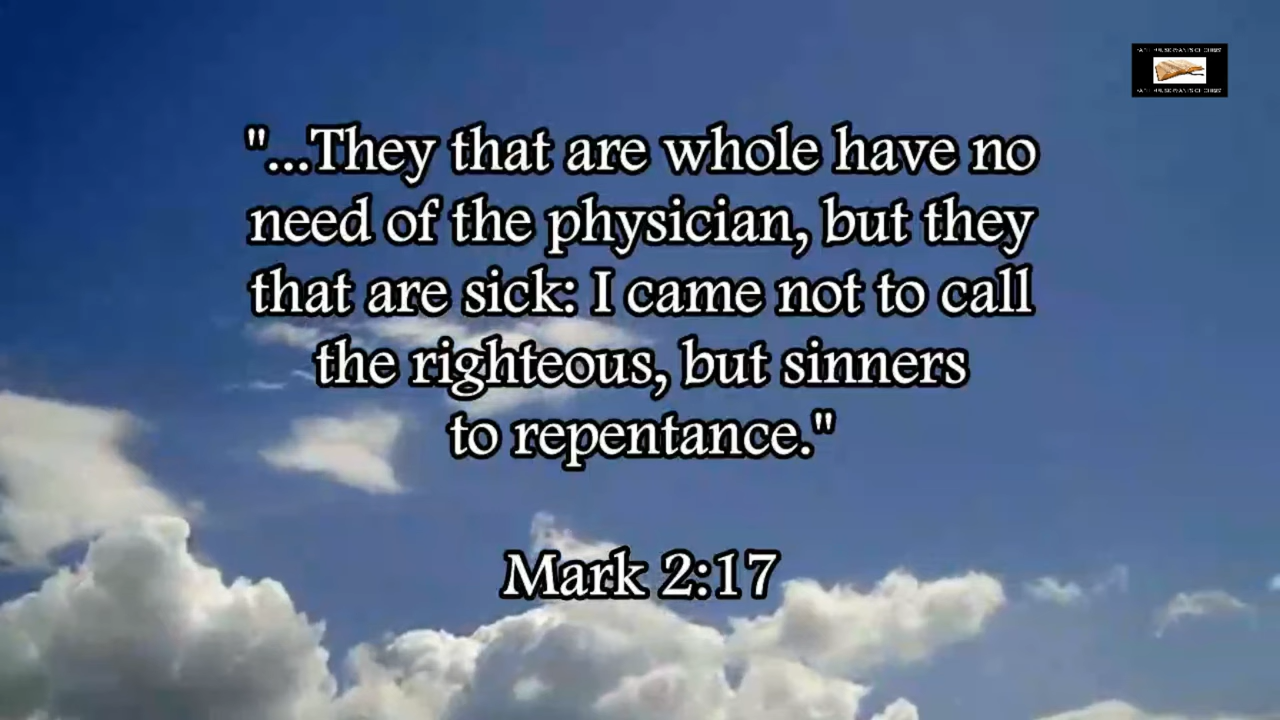 "...They that are whole have no
need of the physician, but they
that are sick: I came not to call
the righteous, but sinners
to repentance."
Mark 2:17